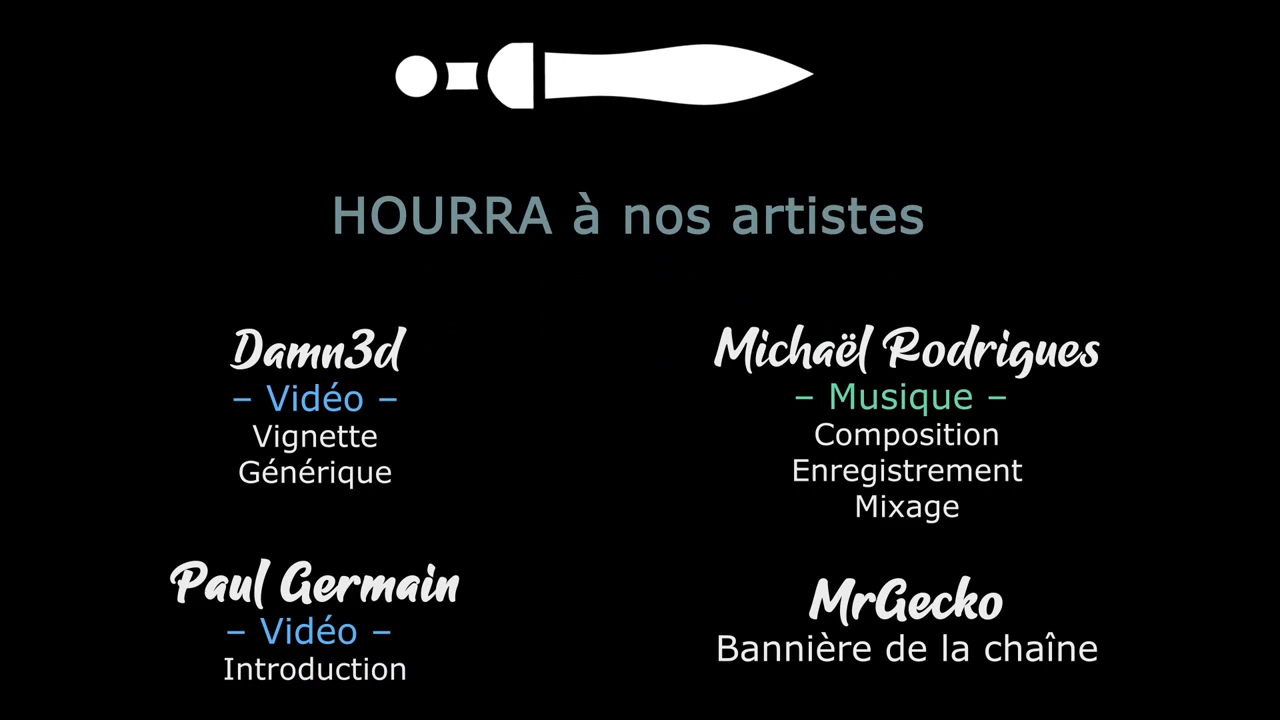 HOURRA à nos artistes
Damn3d
– Vidéo –
Vignette
Générique
Michaël Rodrigues
– Musique –
Composition
Enregistrement
Mixage
Paul Germain
– Vidéo –
Introduction
MrGecko
Bannière de la chaîne